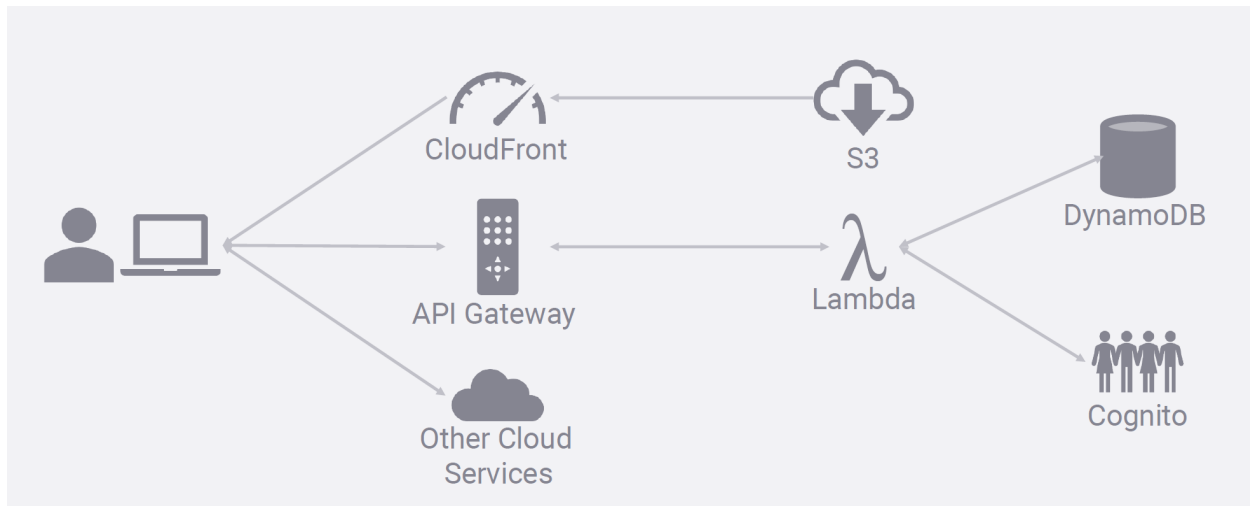 CloudFront
S3
DynamoDB
API Gateway
Lambda
Cognito
Other Cloud
Services